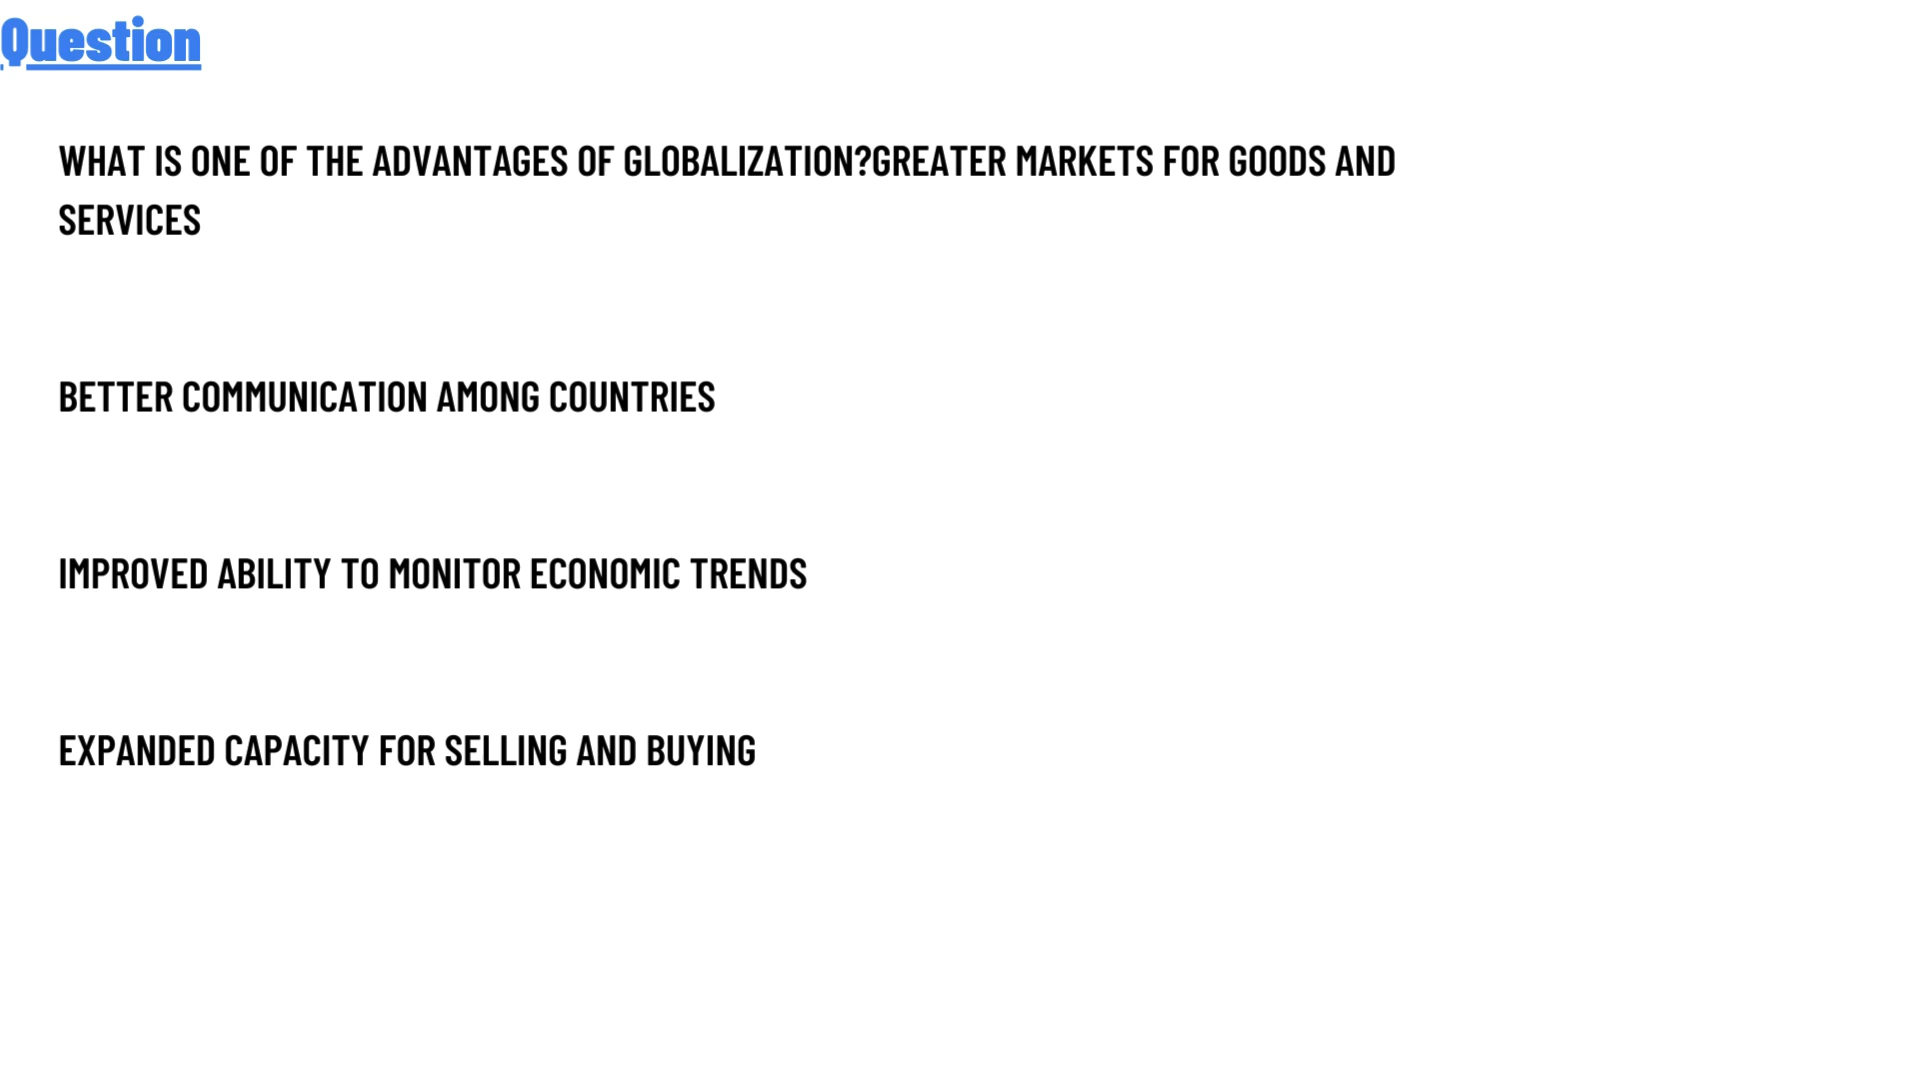 Question
WHAT IS ONE OF THE ADVANTAGES OF GLOBALIZATION?GREATER MARKETS FOR GOODS AND
SERVICES
BETTER COMMUNICATION AMONG COUNTRIES
IMPROVED ABILITY TO MONITOR ECONOMIC TRENDS
EXPANDED CAPACITY FOR SELLING AND BUYING